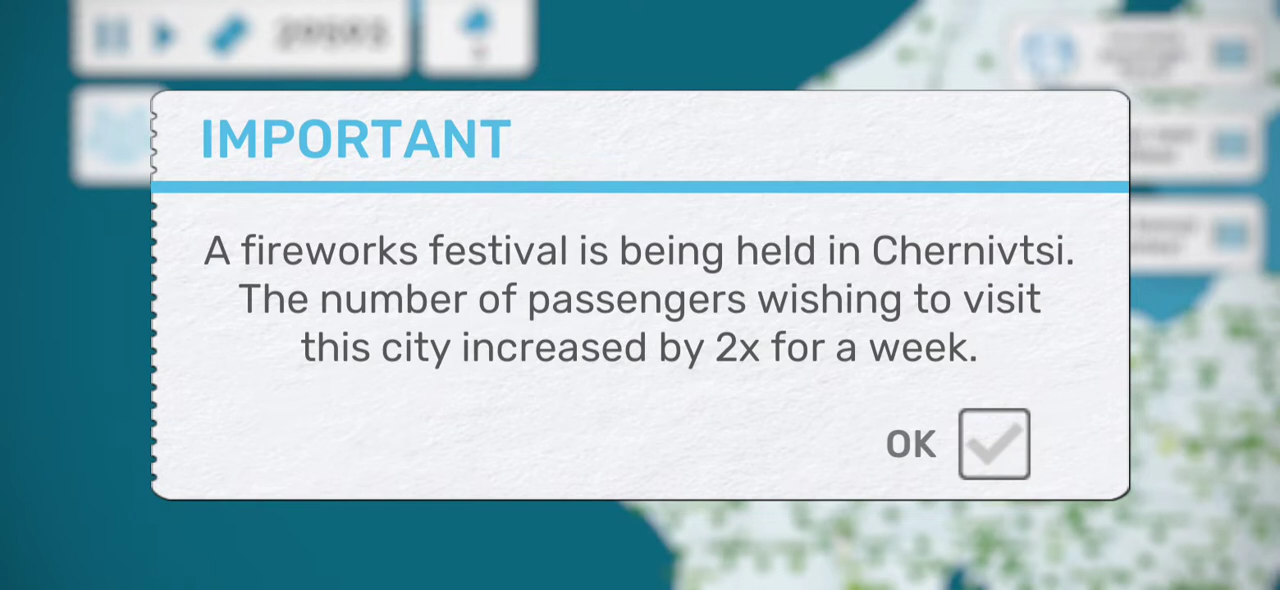 IMPORTANT
A fireworks festival is being held in Chernivtsi.
The number of passengers wishing to visit
this city increased by 2x for a week.
OK